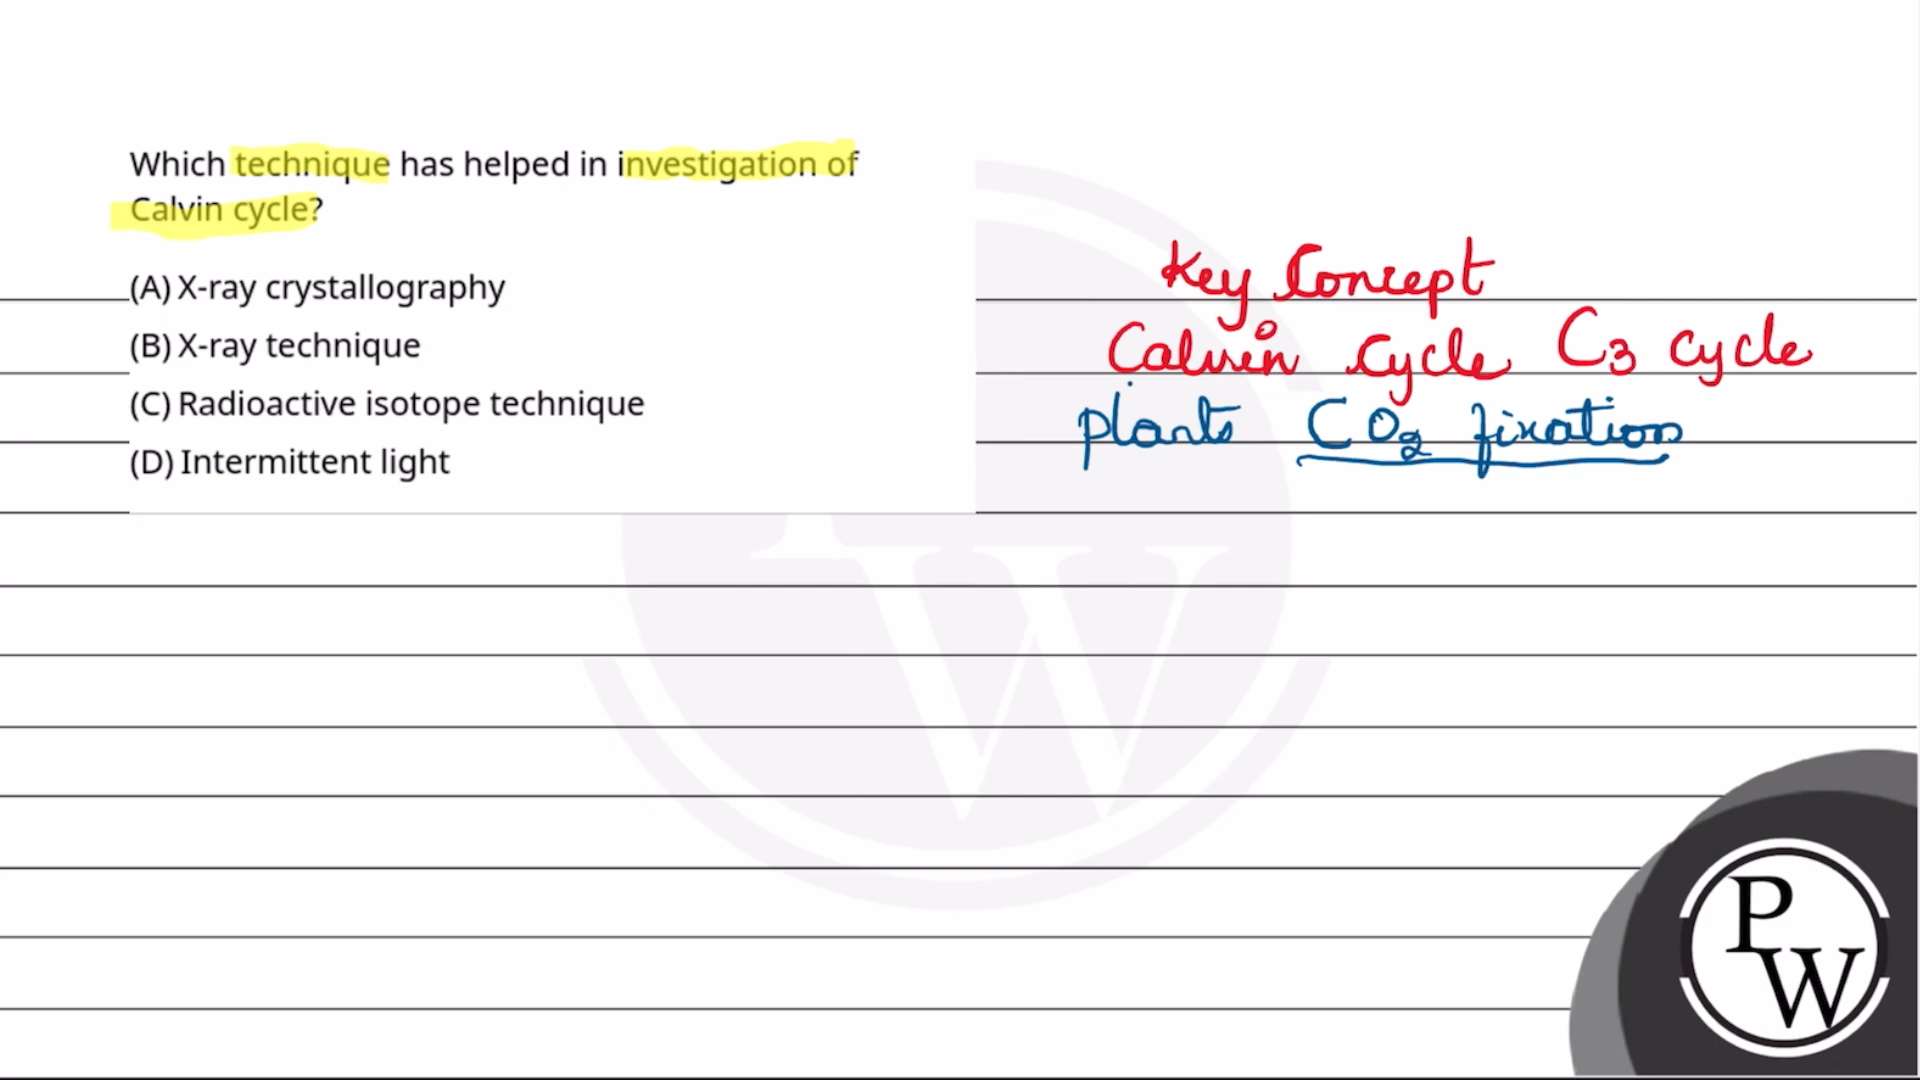 Which technique has helped in investigation of
Calvin cycle?
(A) X-ray crystallography
(B) X-ray technique
(C) Radioactive isotope technique
(D) Intermittent light
Key Concept
Calvin cycle C3 cycle
plants CO2 fixation
W
P
W